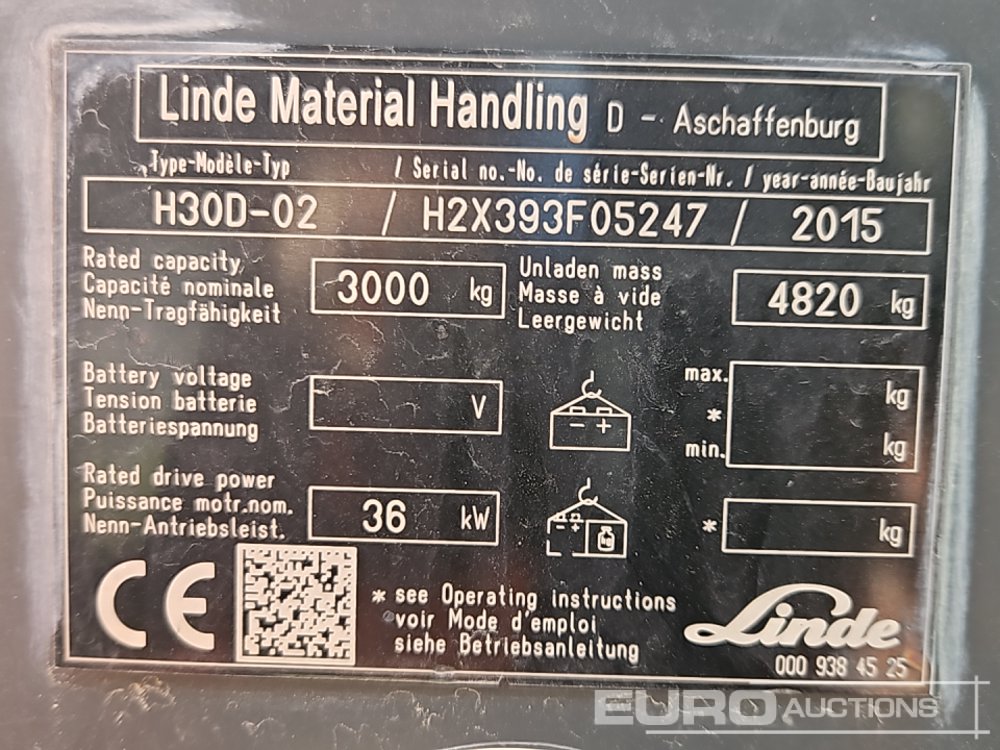 Linde Material Handling D - Aschaffenburg
Type-Modèle-Typ / Serial no.-No. de série-Serien-Nr. / year-année-Baujahr
H30D-02 / H2X393F05247 / 2015
Rated capacity
Capacité nominale
Nenn-Tragfähigkeit
3000 kg
Unladen mass
Masse à vide
Leergewicht
4820 kg
Battery voltage
Tension batterie
Batteriespannung
V
- +
max. kg
*
min. kg
Rated drive power
Puissance motr.nom.
Nenn-Antriebsleist.
36 kW
- +
kg
* kg
CE
* see Operating instructions
voir Mode d'emploi
siehe Betriebsanleitung
Linde
000 938 45 25
EURO AUCTIONS